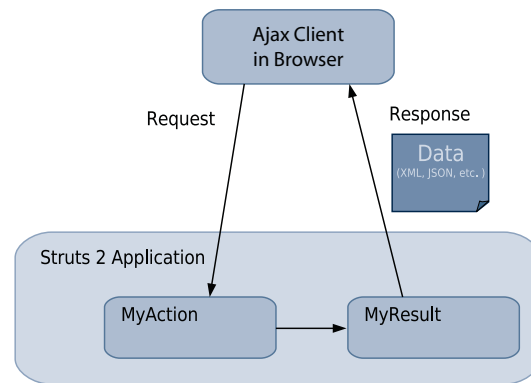 Ajax Client
in Browser
Request
Response
Data
(XML, JSON, etc. )
Struts 2 Application
MyAction
MyResult